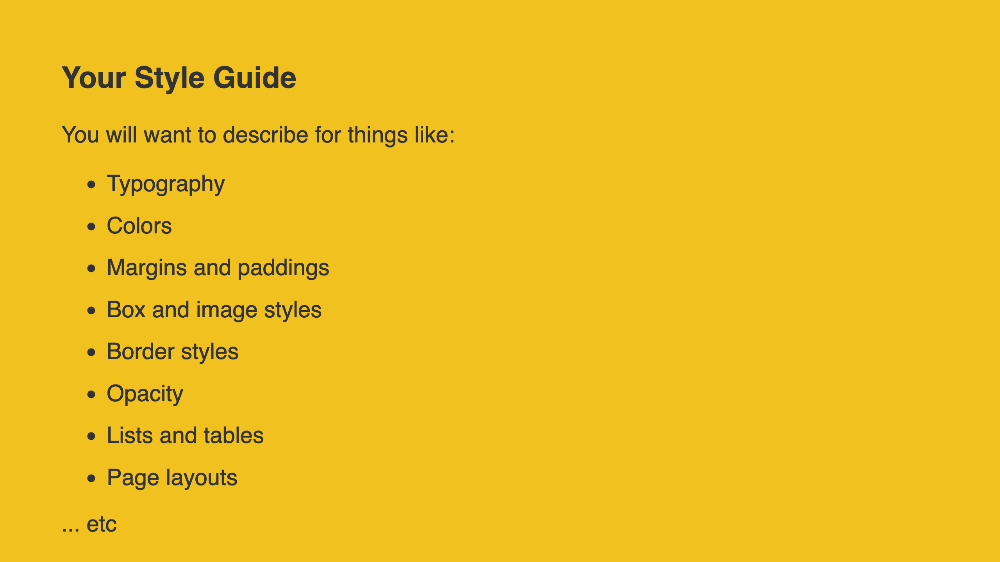 Your Style Guide
You will want to describe for things like:
• Typography
• Colors
• Margins and paddings
• Box and image styles
• Border styles
• Opacity
• Lists and tables
• Page layouts
... etc